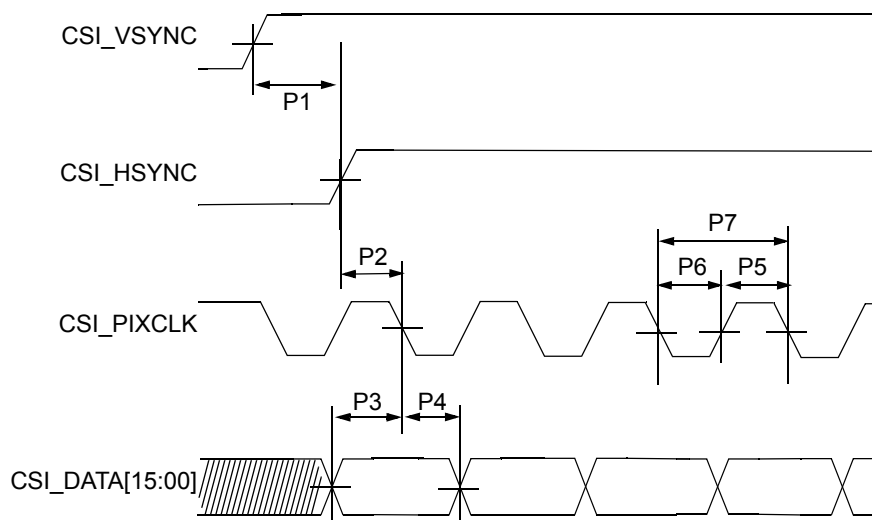 CSI_VSYNC
P1
CSI_HSYNC
P7
P2
P6
P5
CSI_PIXCLK
P3
P4
CSI_DATA[15:00]